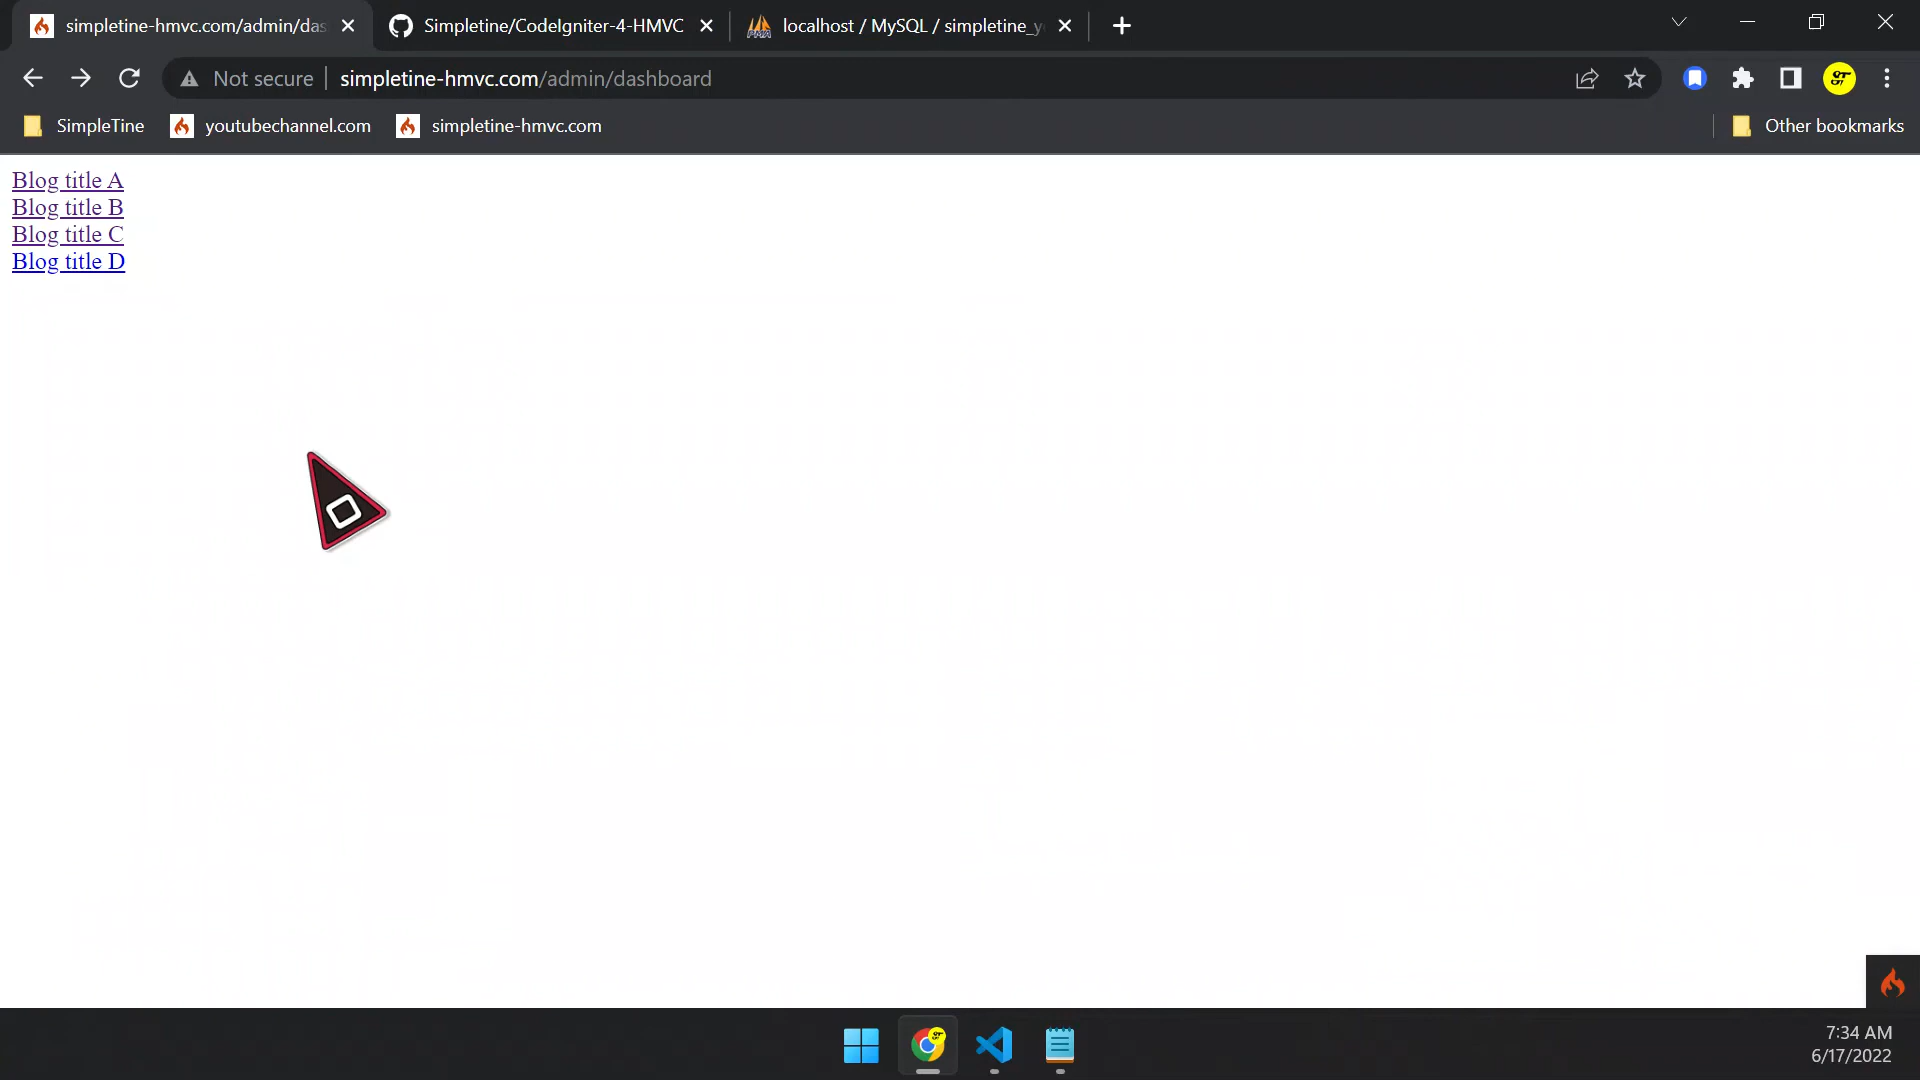 simpletine-hmvc.com/admin/das
Simpletine/CodeIgniter-4-HMVC
localhost / MySQL / simpletine_y
Not secure
simpletine-hmvc.com/admin/dashboard
SimpleTine
youtubechannel.com
simpletine-hmvc.com
Other bookmarks
Blog title A
Blog title B
Blog title C
Blog title D
7:34 AM
6/17/2022